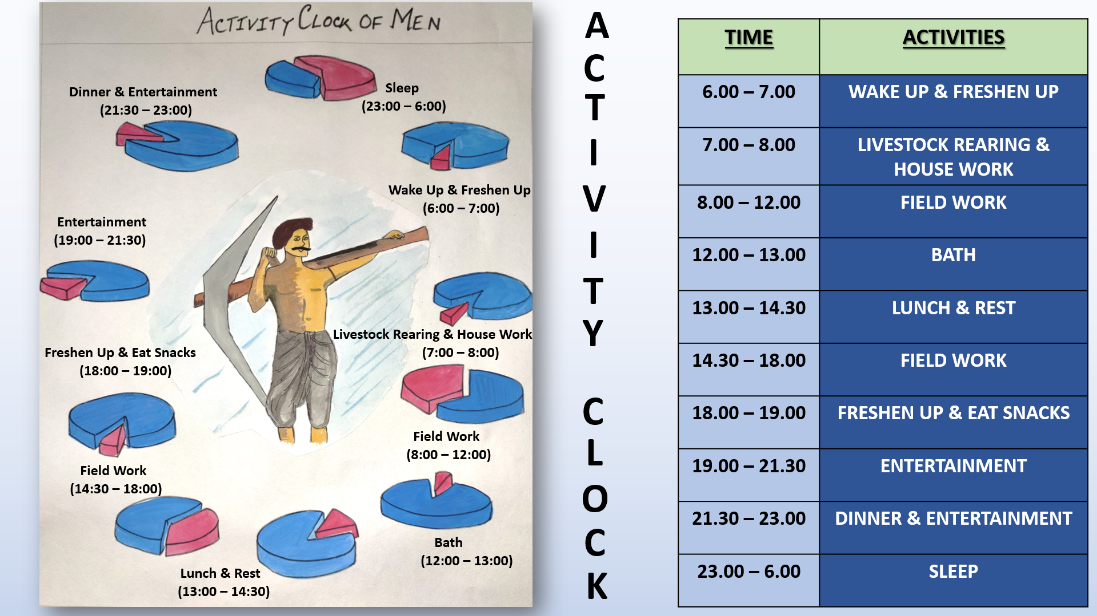 ACTIVITY CLOCK OF MEN
Sleep
(23:00 – 6:00)
Wake Up & Freshen Up
(6:00 – 7:00)
Livestock Rearing & House Work
(7:00 – 8:00)
Field Work
(8:00 – 12:00)
Bath
(12:00 – 13:00)
Lunch & Rest
(13:00 – 14:30)
Field Work
(14:30 – 18:00)
Freshen Up & Eat Snacks
(18:00 – 19:00)
Entertainment
(19:00 – 21:30)
Dinner & Entertainment
(21:30 – 23:00)
A
C
T
I
V
I
T
Y
C
L
O
C
K
TIME ACTIVITIES
6.00 – 7.00 WAKE UP & FRESHEN UP
7.00 – 8.00 LIVESTOCK REARING &
HOUSE WORK
8.00 – 12.00 FIELD WORK
12.00 – 13.00 BATH
13.00 – 14.30 LUNCH & REST
14.30 – 18.00 FIELD WORK
18.00 – 19.00 FRESHEN UP & EAT SNACKS
19.00 – 21.30 ENTERTAINMENT
21.30 – 23.00 DINNER & ENTERTAINMENT
23.00 – 6.00 SLEEP